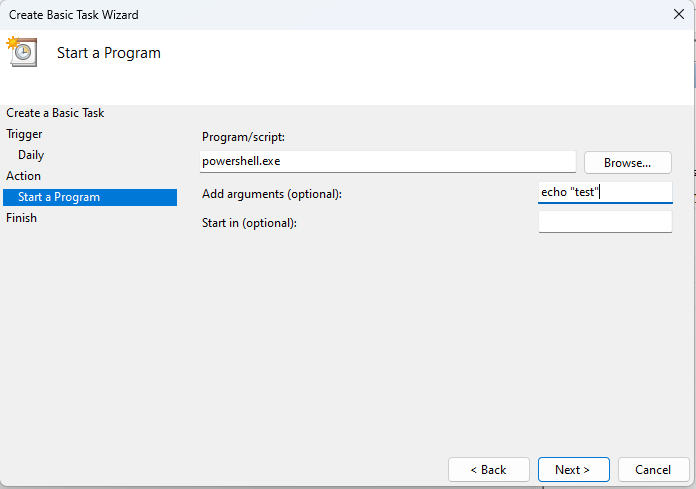 Create Basic Task Wizard
Start a Program
Create a Basic Task
Trigger
Daily
Action
Start a Program
Finish
Program/script:
powershell.exe
Browse...
Add arguments (optional):
echo "test"
Start in (optional):
< Back
Next >
Cancel